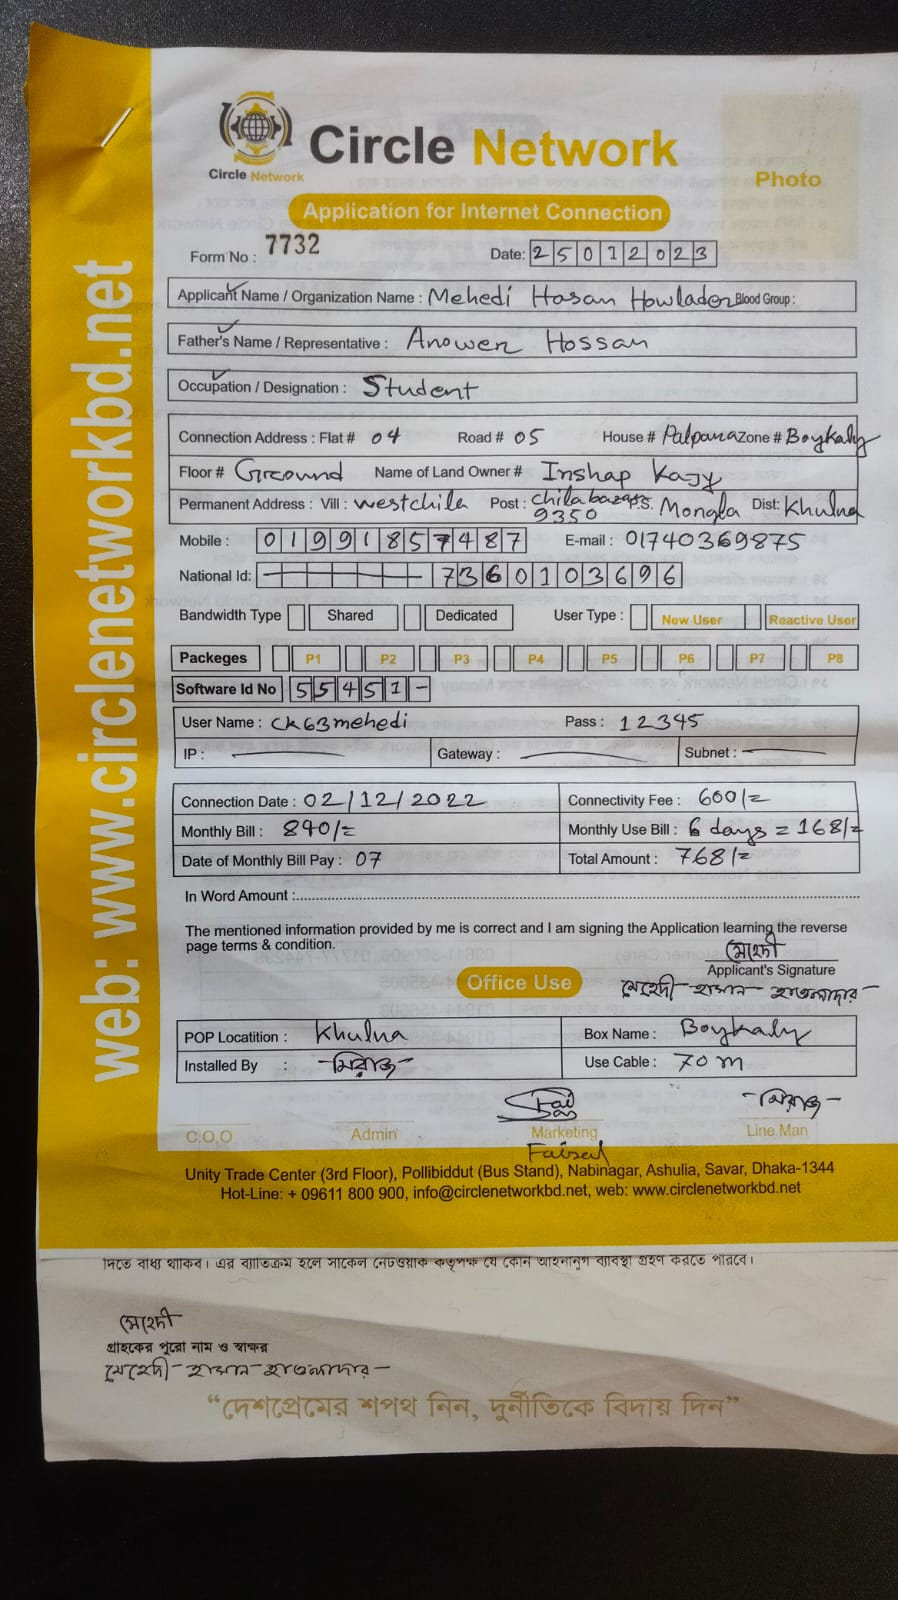 web: www.circlenetworkbd.net
Circle Network
Circle Network
Photo
Application for Internet Connection
Form No : 7732 Date: 25012023
Applicant Name / Organization Name : Mehedi Hasan Howlader Blood Group :
Father's Name / Representative : Anower Hossan
Occupation / Designation : Student
Connection Address : Flat # 04 Road # 05 House # Palpara Zone # Boykaly
Floor # Ground Name of Land Owner # Inshap Kajy
Permanent Address : Vill : westchila Post : chila bazar 9350 P.S. Mongla Dist: Khulna
Mobile : 01991857487 E-mail : 01740369875
National Id: 7360103696
Bandwidth Type Shared Dedicated User Type : New User Reactive User
Packeges P1 P2 P3 P4 P5 P6 P7 P8
Software Id No 55451-
User Name : ck63mehedi Pass : 12345
IP : Gateway : Subnet :
Connection Date : 02/12/2022 Connectivity Fee : 600/=
Monthly Bill : 840/= Monthly Use Bill : 6 days = 168/=
Date of Monthly Bill Pay : 07 Total Amount : 768/=
In Word Amount :
The mentioned information provided by me is correct and I am signing the Application learning the reverse
page terms & condition.
মেহেদী
Applicant's Signature
Office Use
মেহেদী-হাসান-হাওলাদার-
POP Locatition : Khulna Box Name : Boykaly
Installed By : -মিরাজ- Use Cable : 70 m
-মিরাজ-
C.O.O Admin Marketing Line Man
Faisal
Unity Trade Center (3rd Floor), Pollibiddut (Bus Stand), Nabinagar, Ashulia, Savar, Dhaka-1344
Hot-Line: + 09611 800 900, info@circlenetworkbd.net, web: www.circlenetworkbd.net
দিতে বাধ্য থাকিব। এর ব্যাতিক্রম হলে সার্কেল নেটওয়ার্ক কতৃপক্ষ যে কোন আইনানুগ ব্যাবস্থা গ্রহণ করতে পারবে।
মেহেদী
গ্রাহকের পুরো নাম ও স্বাক্ষর
মেহেদী-হাসান-হাওলাদার-
“দেশপ্রেমের শপথ নিন, দুর্নীতিকে বিদায় দিন”